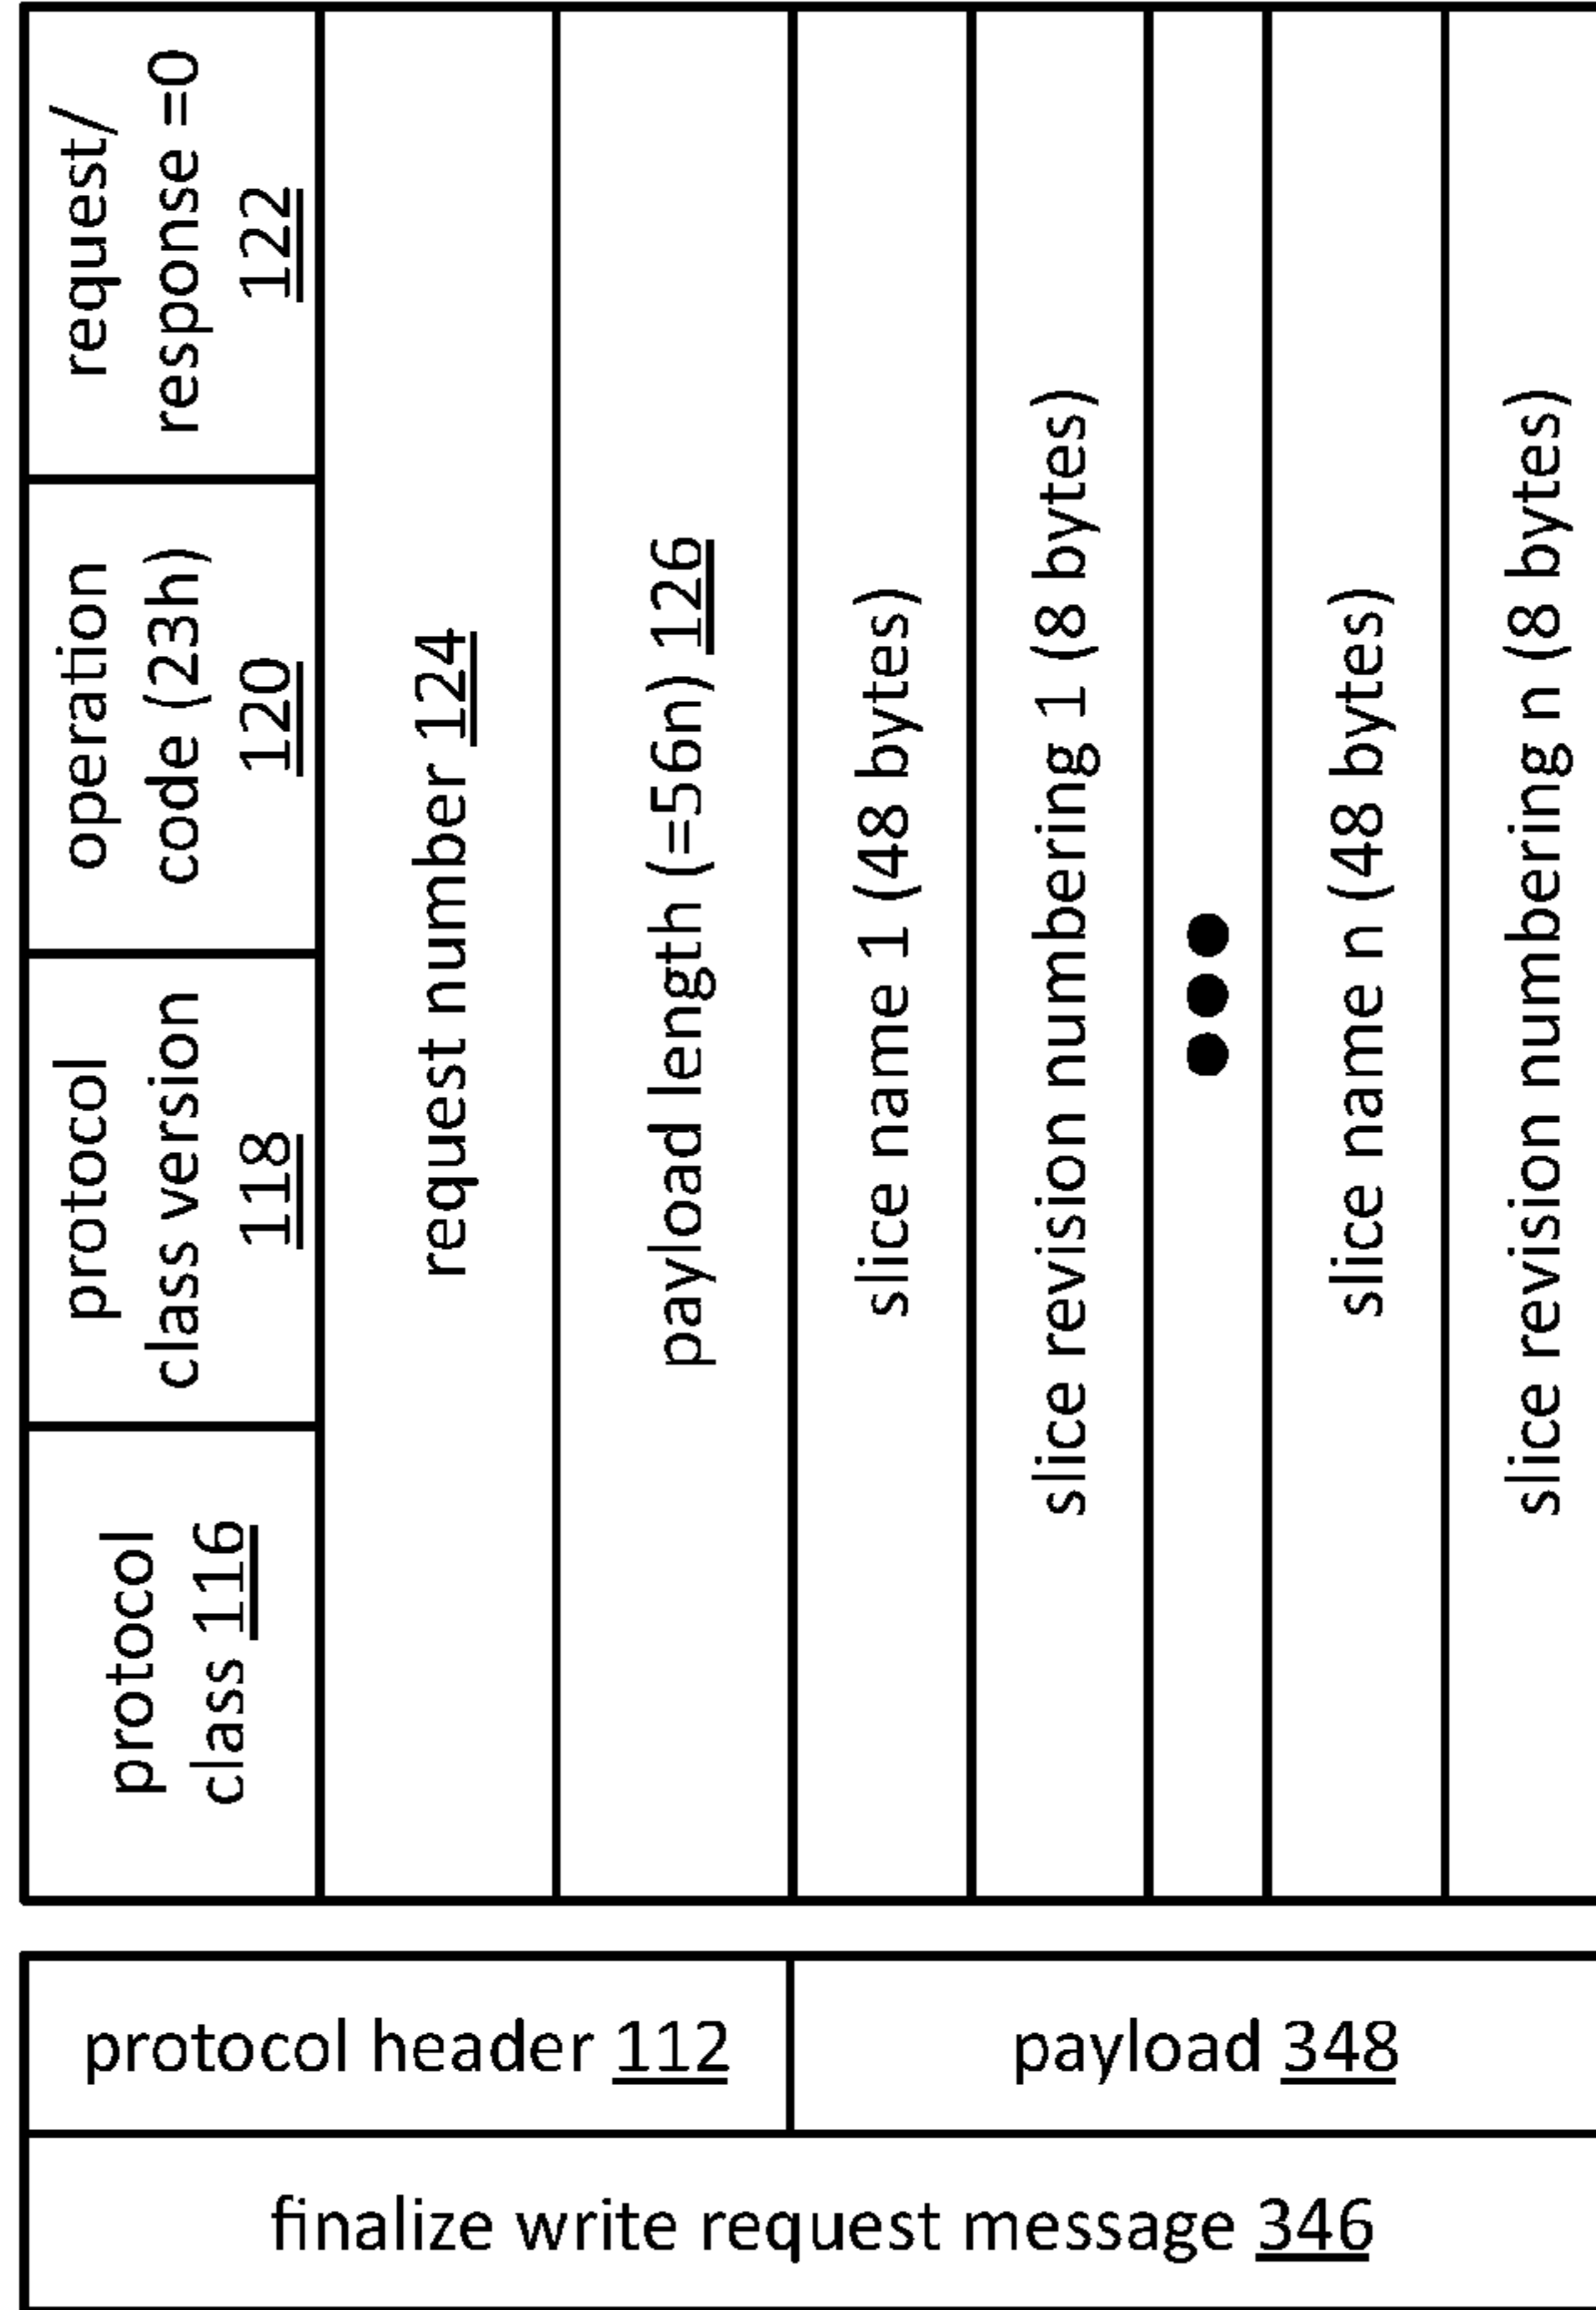 finalize write request message 346
protocol header 112
payload 348
protocol
class 116
protocol
class version
118
operation
code (23h)
120
request/
response =0
122
request number 124
payload length (=56n) 126
slice name 1 (48 bytes)
slice revision numbering 1 (8 bytes)
slice name n (48 bytes)
slice revision numbering n (8 bytes)